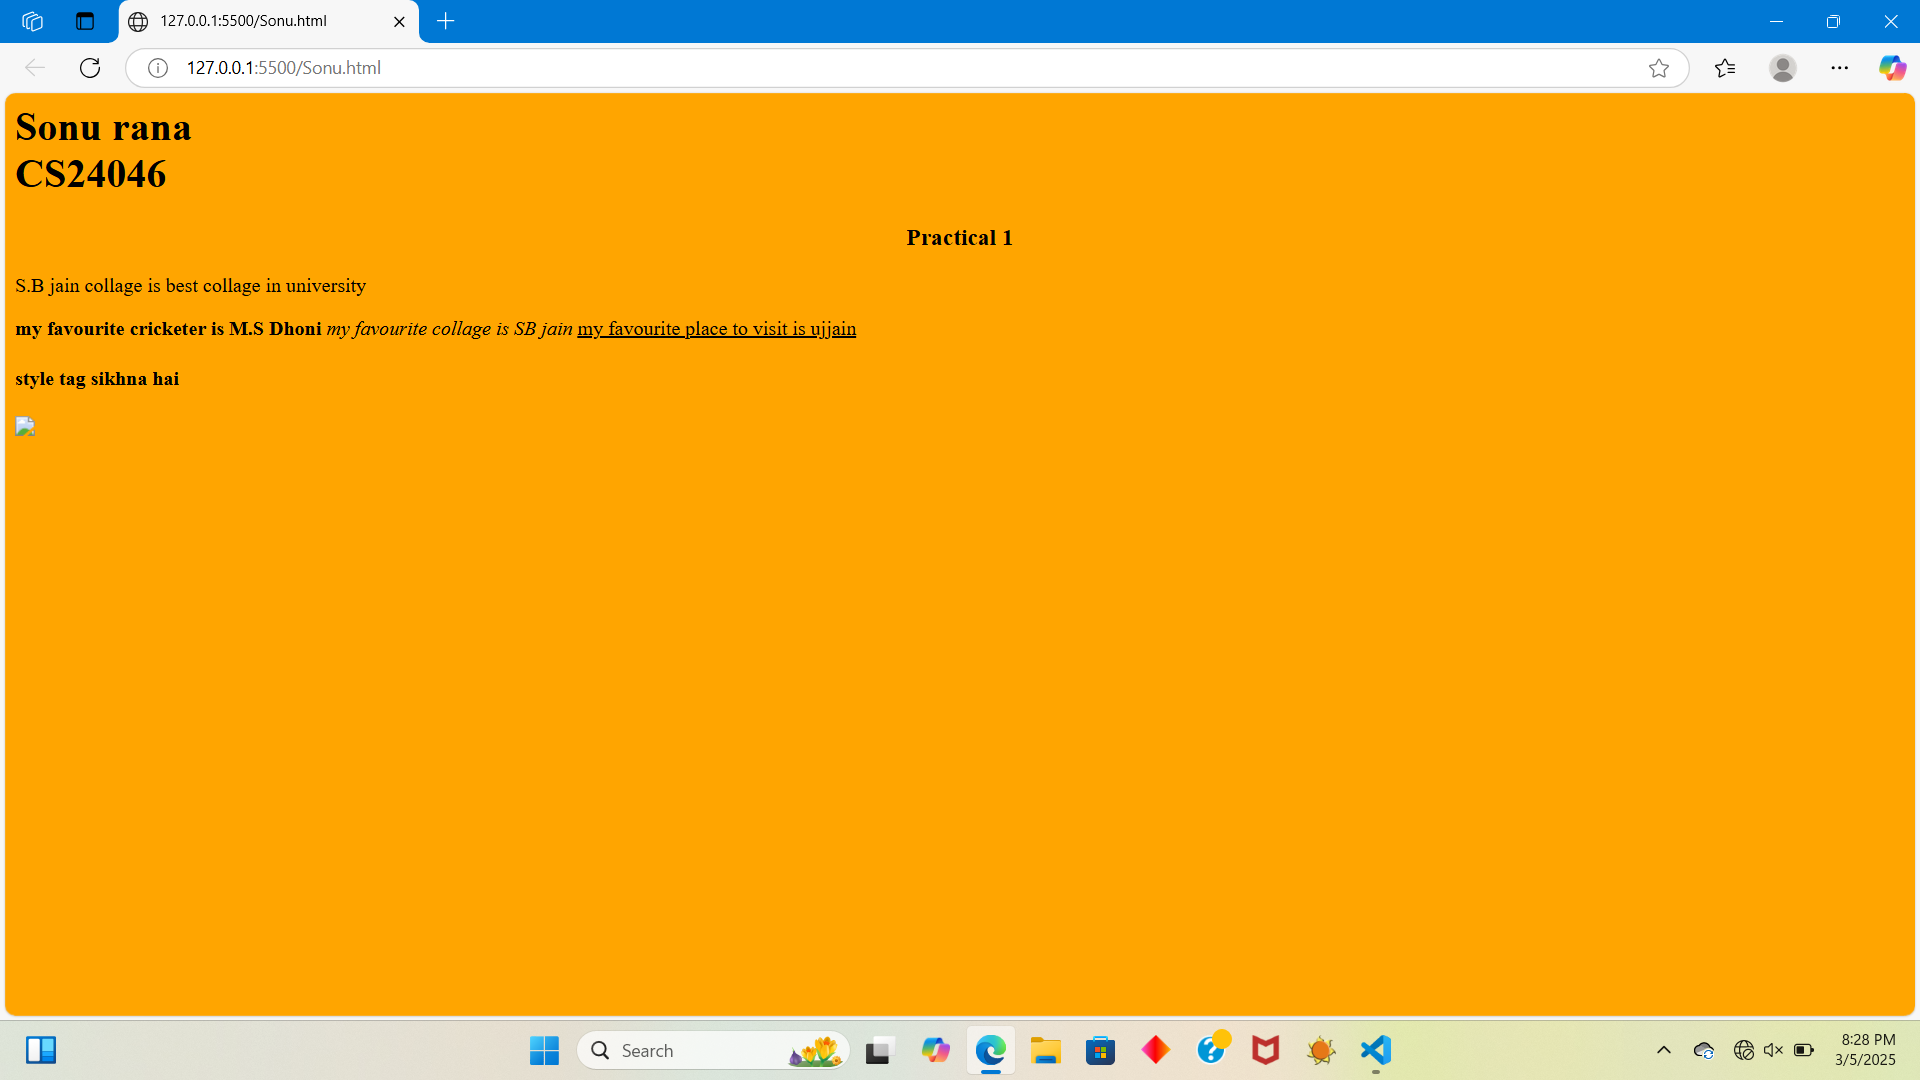 127.0.0.1:5500/Sonu.html
127.0.0.1:5500/Sonu.html
Sonu rana
CS24046
Practical 1
S.B jain collage is best collage in university
my favourite cricketer is M.S Dhoni my favourite collage is SB jain my favourite place to visit is ujjain
style tag sikhna hai
Search
8:28 PM
3/5/2025